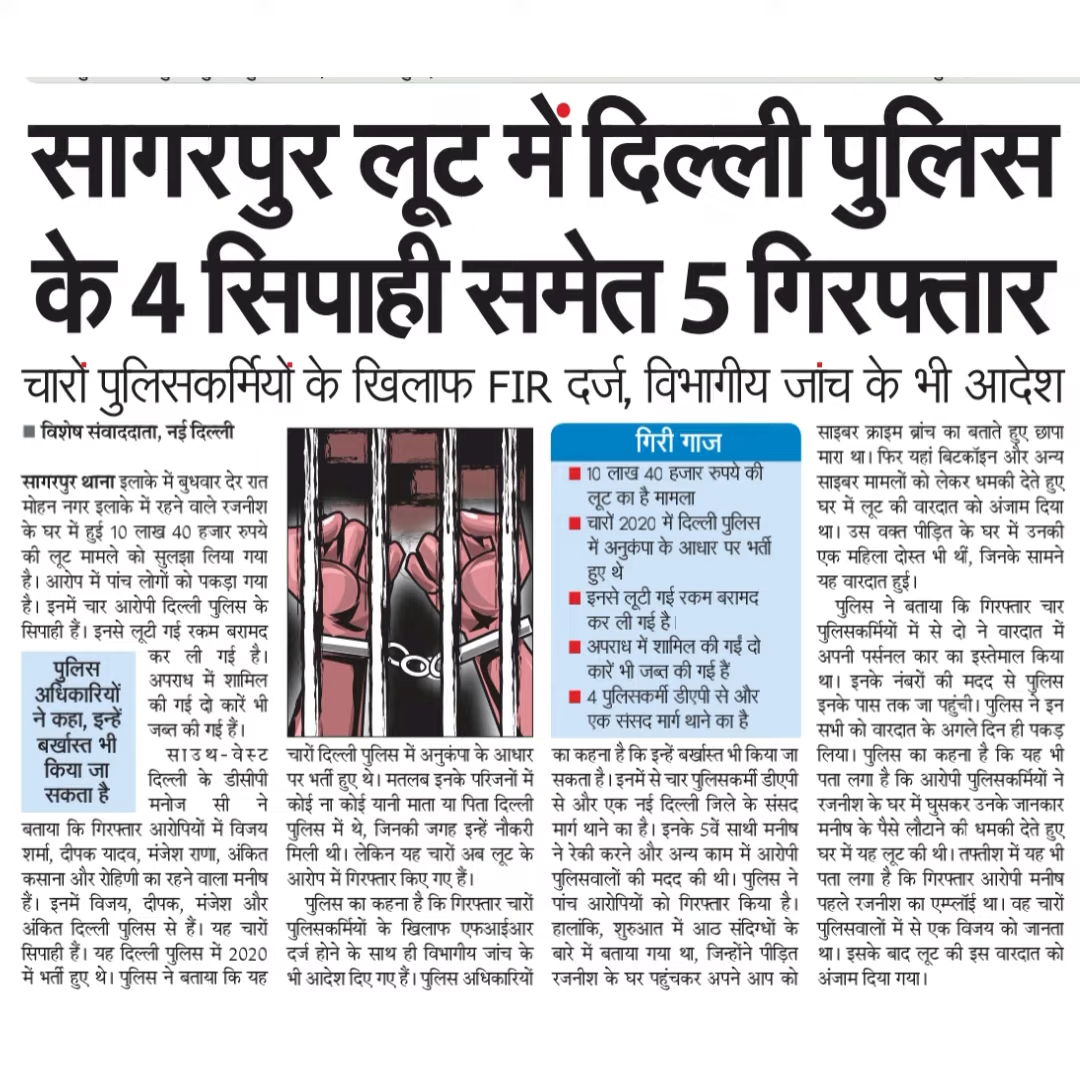 सागरपुर लूट में दिल्ली पुलिस
के 4 सिपाही समेत 5 गिरफ्तार
चारों पुलिसकर्मियों के खिलाफ FIR दर्ज, विभागीय जांच के भी आदेश
■ विशेष संवाददाता, नई दिल्ली
सागरपुर थाना इलाके में बुधवार देर रात
मोहन नगर इलाके में रहने वाले रजनीश
के घर में हुई 10 लाख 40 हजार रुपये
की लूट मामले को सुलझा लिया गया
है। आरोप में पांच लोगों को पकड़ा गया
है। इनमें चार आरोपी दिल्ली पुलिस के
सिपाही हैं। इनसे लूटी गई रकम बरामद
कर ली गई है।
अपराध में शामिल
की गई दो कारें भी
जब्त की गई हैं।
पुलिस
अधिकारियों
ने कहा, इन्हें
बर्खास्त भी
किया जा
सकता है
साउथ-वेस्ट
दिल्ली के डीसीपी
मनोज सी ने
बताया कि गिरफ्तार आरोपियों में विजय
शर्मा, दीपक यादव, मंजेश राणा, अंकित
कसाना और रोहिणी का रहने वाला मनीष
हैं। इनमें विजय, दीपक, मंजेश और
अंकित दिल्ली पुलिस से हैं। यह चारों
सिपाही हैं। यह दिल्ली पुलिस में 2020
में भर्ती हुए थे। पुलिस ने बताया कि यह
चारों दिल्ली पुलिस में अनुकंपा के आधार
पर भर्ती हुए थे। मतलब इनके परिजनों में
कोई ना कोई यानी माता या पिता दिल्ली
पुलिस में थे, जिनकी जगह इन्हें नौकरी
मिली थी। लेकिन यह चारों अब लूट के
आरोप में गिरफ्तार किए गए हैं।
पुलिस का कहना है कि गिरफ्तार चारों
पुलिसकर्मियों के खिलाफ एफआईआर
दर्ज होने के साथ ही विभागीय जांच के
भी आदेश दिए गए हैं। पुलिस अधिकारियों
गिरी गाज
■ 10 लाख 40 हजार रुपये की
लूट का है मामला
■ चारों 2020 में दिल्ली पुलिस
में अनुकंपा के आधार पर भर्ती
हुए थे
■ इनसे लूटी गई रकम बरामद
कर ली गई है।
■ अपराध में शामिल की गईं दो
कारें भी जब्त की गई हैं
■ 4 पुलिसकर्मी डीएपी से और
एक संसद मार्ग थाने का है
का कहना है कि इन्हें बर्खास्त भी किया जा
सकता है। इनमें से चार पुलिसकर्मी डीएपी
से और एक नई दिल्ली जिले के संसद
मार्ग थाने का है। इनके 5वें साथी मनीष
ने रेकी करने और अन्य काम में आरोपी
पुलिसवालों की मदद की थी। पुलिस ने
पांच आरोपियों को गिरफ्तार किया है।
हालांकि, शुरुआत में आठ संदिग्धों के
बारे में बताया गया था, जिन्होंने पीड़ित
रजनीश के घर पहुंचकर अपने आप को
साइबर क्राइम ब्रांच का बताते हुए छापा
मारा था। फिर यहां बिटकॉइन और अन्य
साइबर मामलों को लेकर धमकी देते हुए
घर में लूट की वारदात को अंजाम दिया
था। उस वक्त पीड़ित के घर में उनकी
एक महिला दोस्त भी थीं, जिनके सामने
यह वारदात हुई।
पुलिस ने बताया कि गिरफ्तार चार
पुलिसकर्मियों में से दो ने वारदात में
अपनी पर्सनल कार का इस्तेमाल किया
था। इनके नंबरों की मदद से पुलिस
इनके पास तक जा पहुंची। पुलिस ने इन
सभी को वारदात के अगले दिन ही पकड़
लिया। पुलिस का कहना है कि यह भी
पता लगा है कि आरोपी पुलिसकर्मियों ने
रजनीश के घर में घुसकर उनके जानकार
मनीष के पैसे लौटाने की धमकी देते हुए
घर में यह लूट की थी। तफ्तीश में यह भी
पता लगा है कि गिरफ्तार आरोपी मनीष
पहले रजनीश का एम्प्लॉई था। वह चारों
पुलिसवालों में से एक विजय को जानता
था। इसके बाद लूट की इस वारदात को
अंजाम दिया गया।